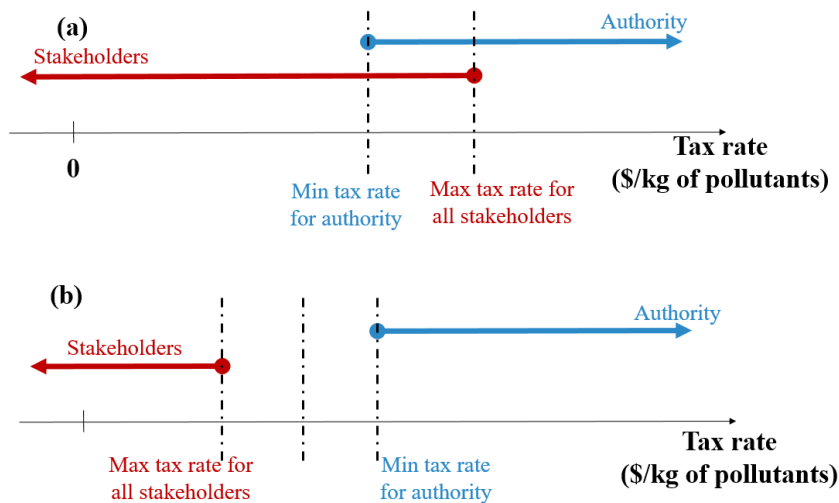 (a)
Authority
Stakeholders
0
Tax rate
($/kg of pollutants)
Min tax rate
for authority
Max tax rate for
all stakeholders
(b)
Authority
Stakeholders
Tax rate
($/kg of pollutants)
Max tax rate for
all stakeholders
Min tax rate
for authority